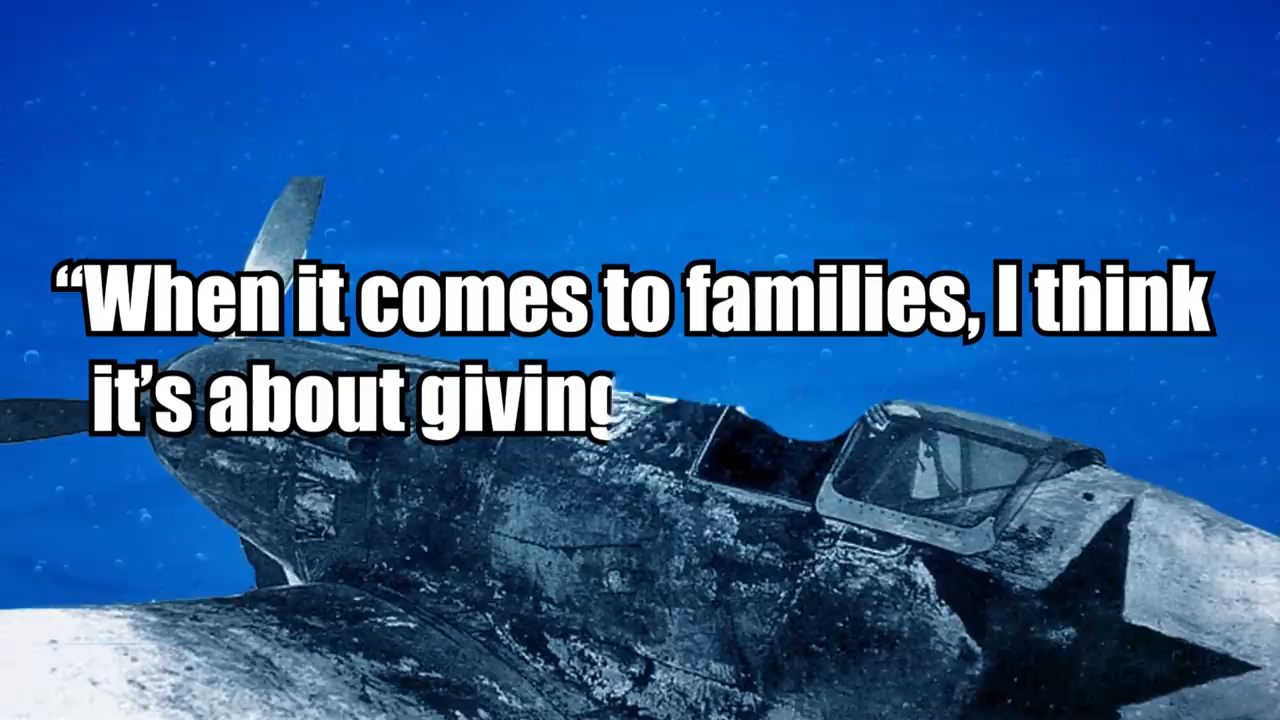 “When it comes to families, I think
it’s about giving